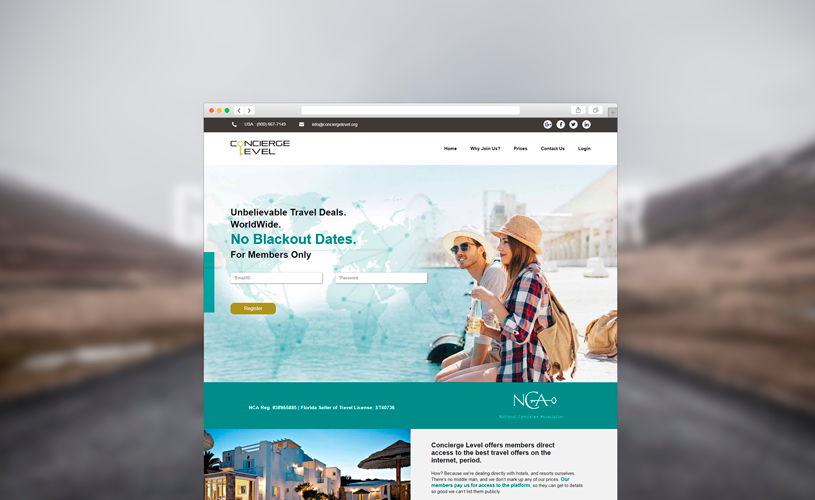 USA : (800) 667-7149 info@conciergelevel.org
CONCIERGE
LEVEL
Home Why Join Us? Prices Contact Us Login
Unbelievable Travel Deals.
WorldWide.
No Blackout Dates.
For Members Only
*Email/ID *Password
Register
NCA Reg. #38965885 | Florida Seller of Travel License: ST40736
NCA
National Concierge Association
Concierge Level offers members direct
access to the best travel offers on the
internet, period.
How? Because we're dealing directly with hotels, and resorts ourselves.
There's no middle man, and we don't mark up any of our prices. Our
members pay us for access to the platform, so they can get to details
so good we can't list them publicly.